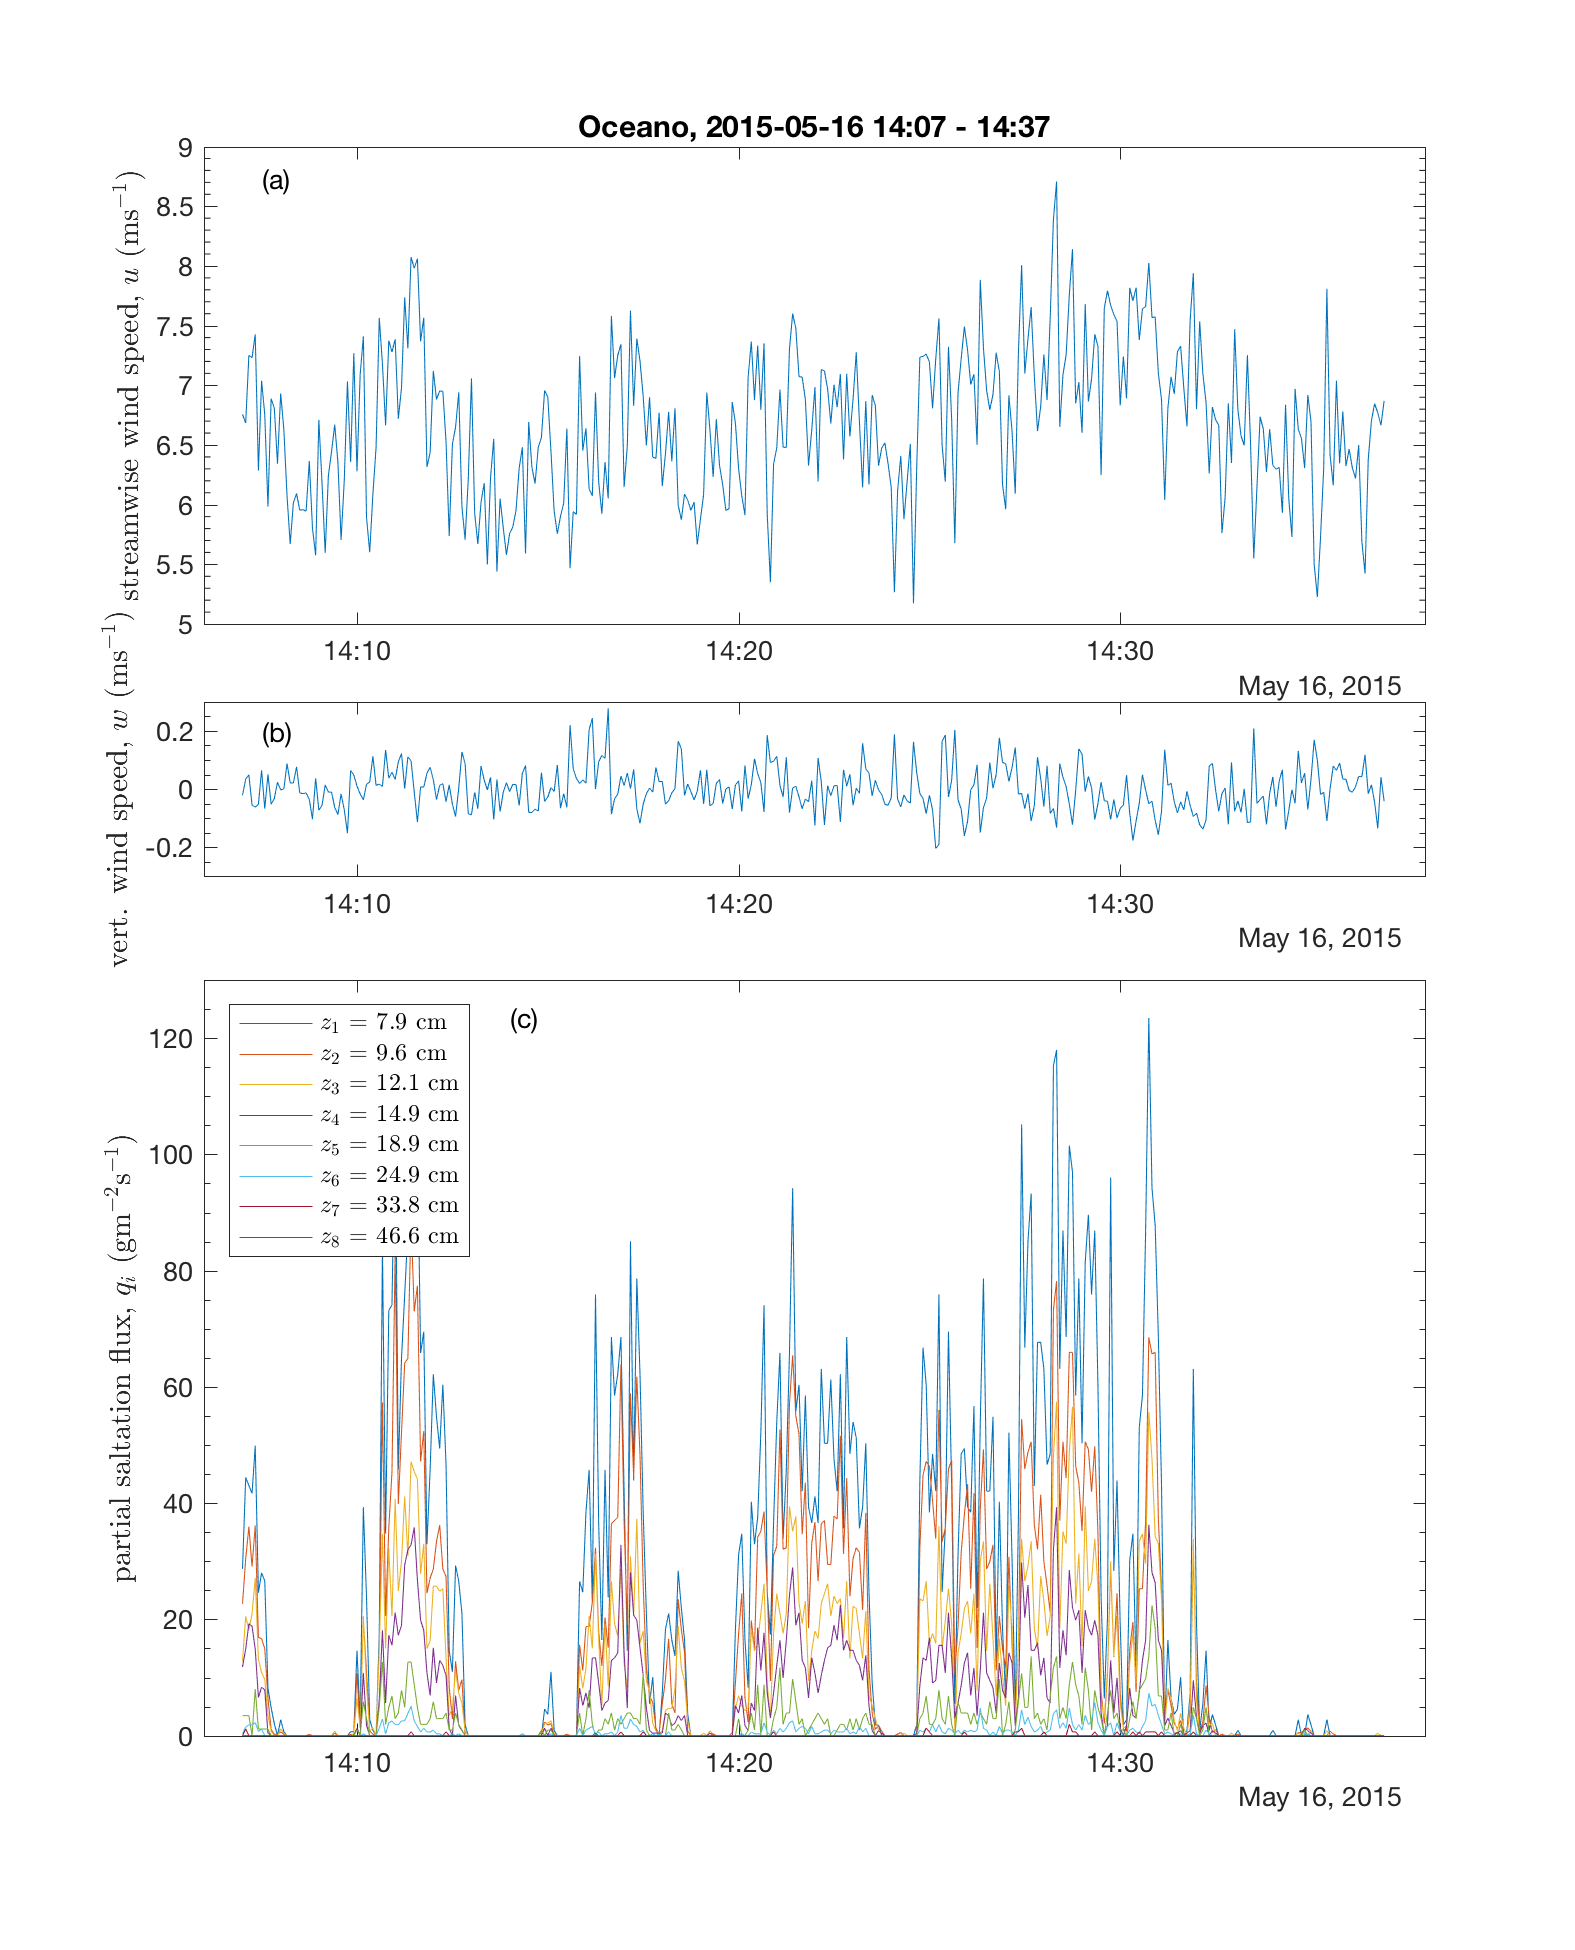 Oceano, 2015-05-16 14:07 - 14:37
(a)
streamwise wind speed, u (ms⁻¹)
9
8.5
8
7.5
7
6.5
6
5.5
5
14:10 14:20 14:30
May 16, 2015
(b)
vert. wind speed, w (ms⁻¹)
0.2
0
-0.2
14:10 14:20 14:30
May 16, 2015
(c)
partial saltation flux, qᵢ (gm⁻²s⁻¹)
z₁ = 7.9 cm
z₂ = 9.6 cm
z₃ = 12.1 cm
z₄ = 14.9 cm
z₅ = 18.9 cm
z₆ = 24.9 cm
z₇ = 33.8 cm
z₈ = 46.6 cm
120
100
80
60
40
20
0
14:10 14:20 14:30
May 16, 2015